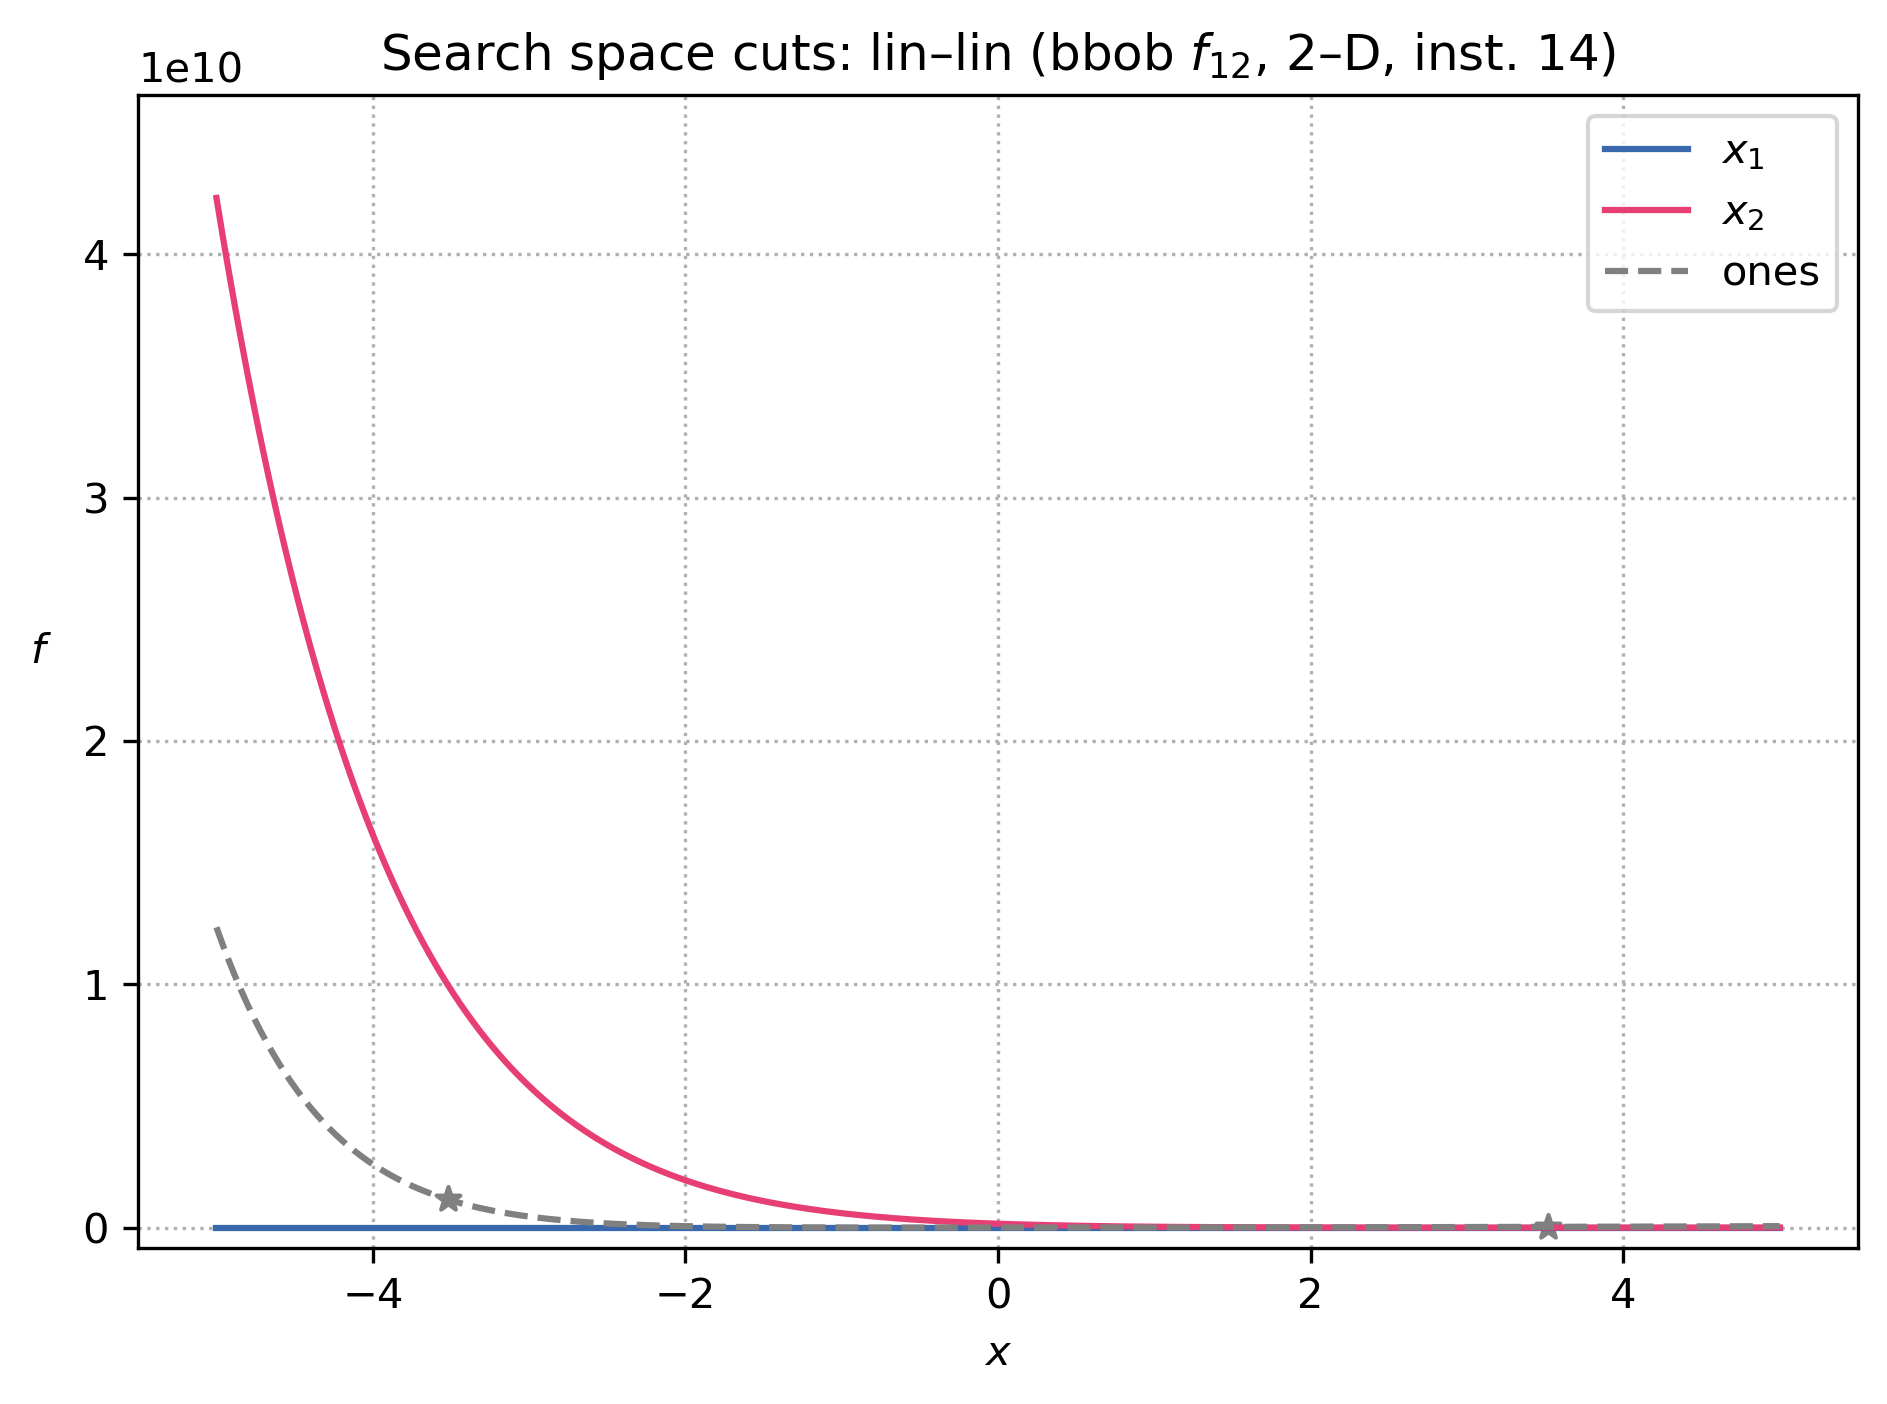 Search space cuts: lin–lin (bbob f₁₂, 2–D, inst. 14)
1e10
x₁
x₂
ones
4
3
2
1
0
f
−4
−2
0
2
4
x